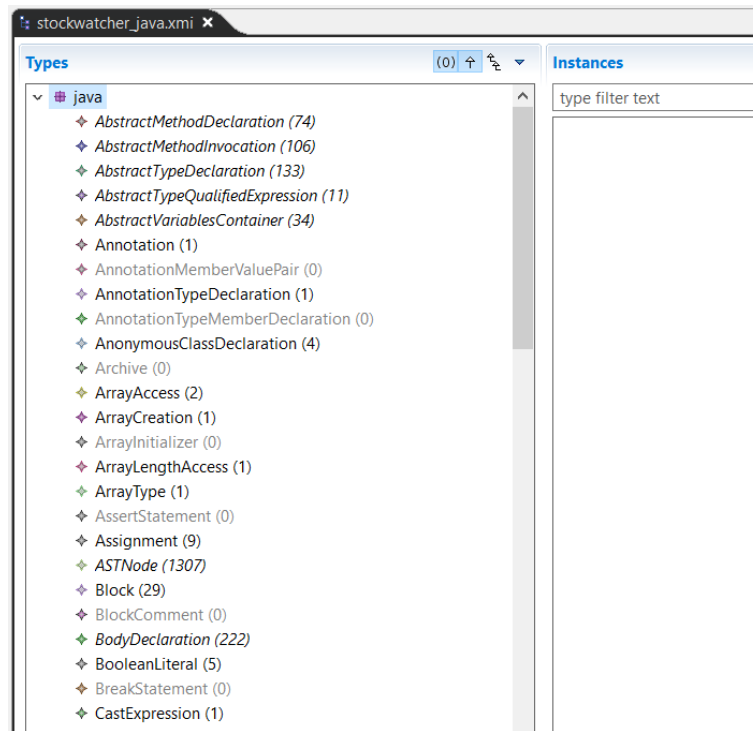 stockwatcher_java.xmi
Types
(0)
Instances
type filter text
java
AbstractMethodDeclaration (74)
AbstractMethodInvocation (106)
AbstractTypeDeclaration (133)
AbstractTypeQualifiedExpression (11)
AbstractVariablesContainer (34)
Annotation (1)
AnnotationMemberValuePair (0)
AnnotationTypeDeclaration (1)
AnnotationTypeMemberDeclaration (0)
AnonymousClassDeclaration (4)
Archive (0)
ArrayAccess (2)
ArrayCreation (1)
ArrayInitializer (0)
ArrayLengthAccess (1)
ArrayType (1)
AssertStatement (0)
Assignment (9)
ASTNode (1307)
Block (29)
BlockComment (0)
BodyDeclaration (222)
BooleanLiteral (5)
BreakStatement (0)
CastExpression (1)